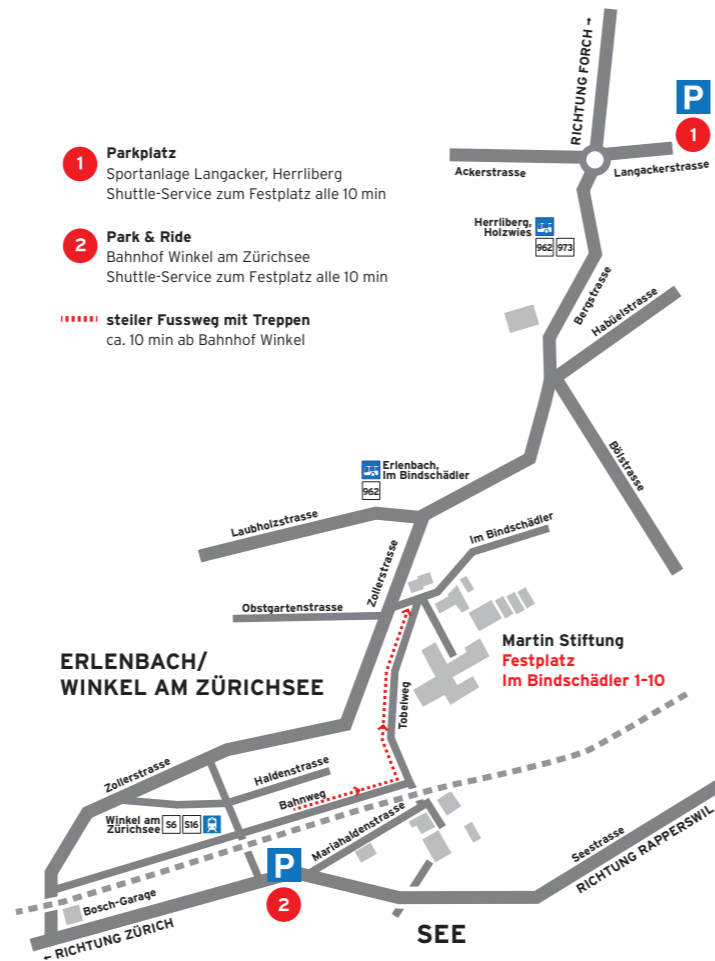 RICHTUNG FORCH →
P
1
Ackerstrasse
Langackerstrasse
1
Parkplatz
Sportanlage Langacker, Herrliberg
Shuttle-Service zum Festplatz alle 10 min
2
Park & Ride
Bahnhof Winkel am Zürichsee
Shuttle-Service zum Festplatz alle 10 min
steiler Fussweg mit Treppen
ca. 10 min ab Bahnhof Winkel
Herrliberg,
Holzwies
962 973
Bergstrasse
Habüelstrasse
Bölstrasse
Erlenbach,
Im Bindschädler
962
Laubholzstrasse
Zollerstrasse
Im Bindschädler
Obstgartenstrasse
Martin Stiftung
Festplatz
Im Bindschädler 1–10
ERLENBACH/
WINKEL AM ZÜRICHSEE
Tobelweg
Zollerstrasse
Haldenstrasse
Bahnweg
Winkel am
Zürichsee
S6 S16
Mariahaldenstrasse
Seestrasse
RICHTUNG RAPPERSWIL
P
2
Bosch-Garage
← RICHTUNG ZÜRICH
SEE